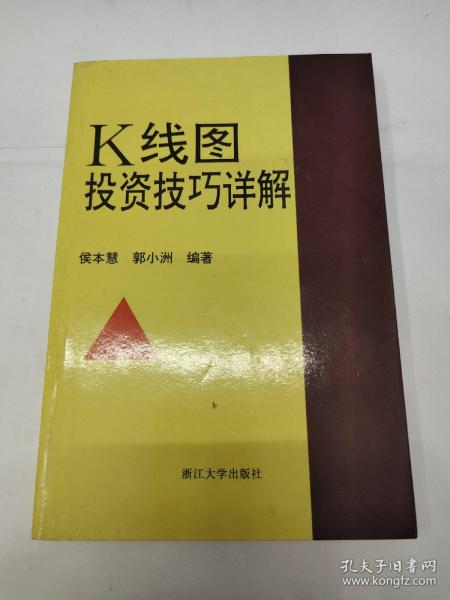 K线图
投资技巧详解
侯本慧 郭小洲 编著
浙江大学出版社
孔夫子旧书网
www.kongfz.com